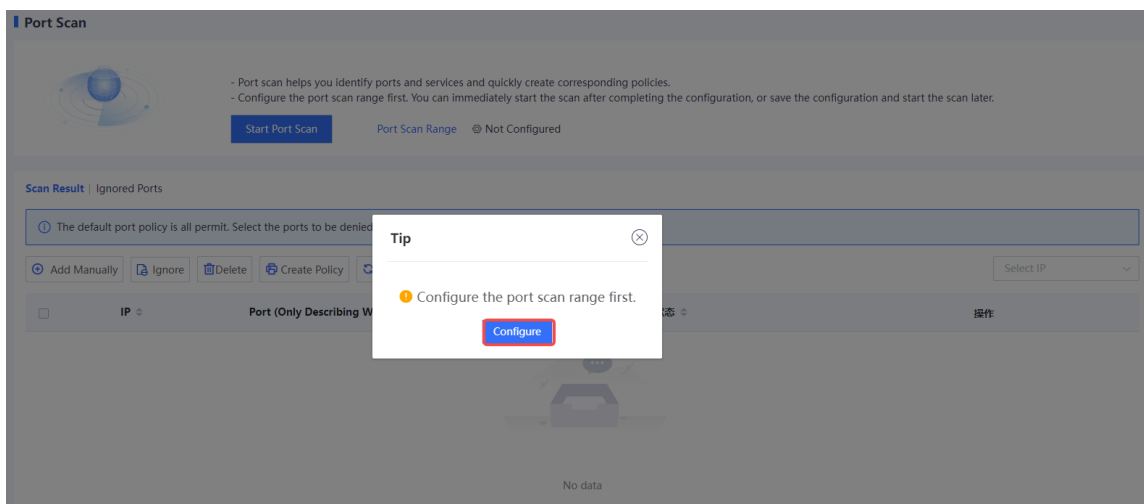 Port Scan
- Port scan helps you identify ports and services and quickly create corresponding policies.
- Configure the port scan range first. You can immediately start the scan after completing the configuration, or save the configuration and start the scan later.
Start Port Scan Port Scan Range Not Configured
Scan Result | Ignored Ports
The default port policy is all permit. Select the ports to be denied
Tip
Add Manually Ignore Delete Create Policy Select IP
Configure the port scan range first.
IP Port (Only Describing W 态 操作
Configure
No data